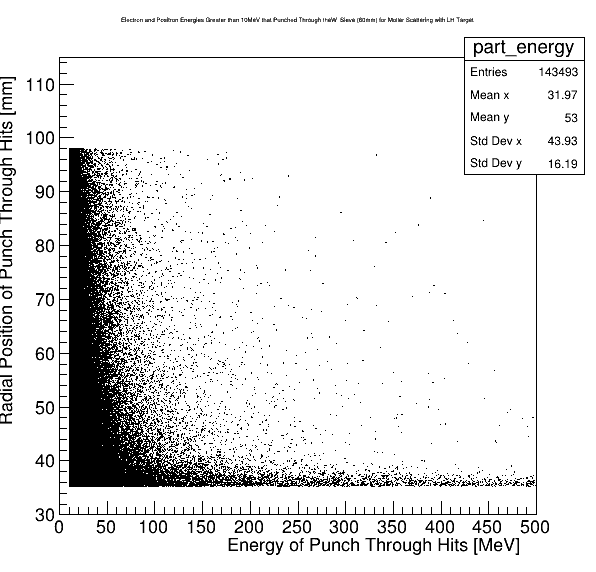 Electron and Positron Energies Greater than 10MeV that Punched Through the W Sieve (80mm) for Moller Scattering with LH Target
part_energy
Entries 143493
Mean x 31.97
Mean y 53
Std Dev x 43.93
Std Dev y 16.19
Radial Position of Punch Through Hits [mm]
110
100
90
80
70
60
50
40
30
0 50 100 150 200 250 300 350 400 450 500
Energy of Punch Through Hits [MeV]